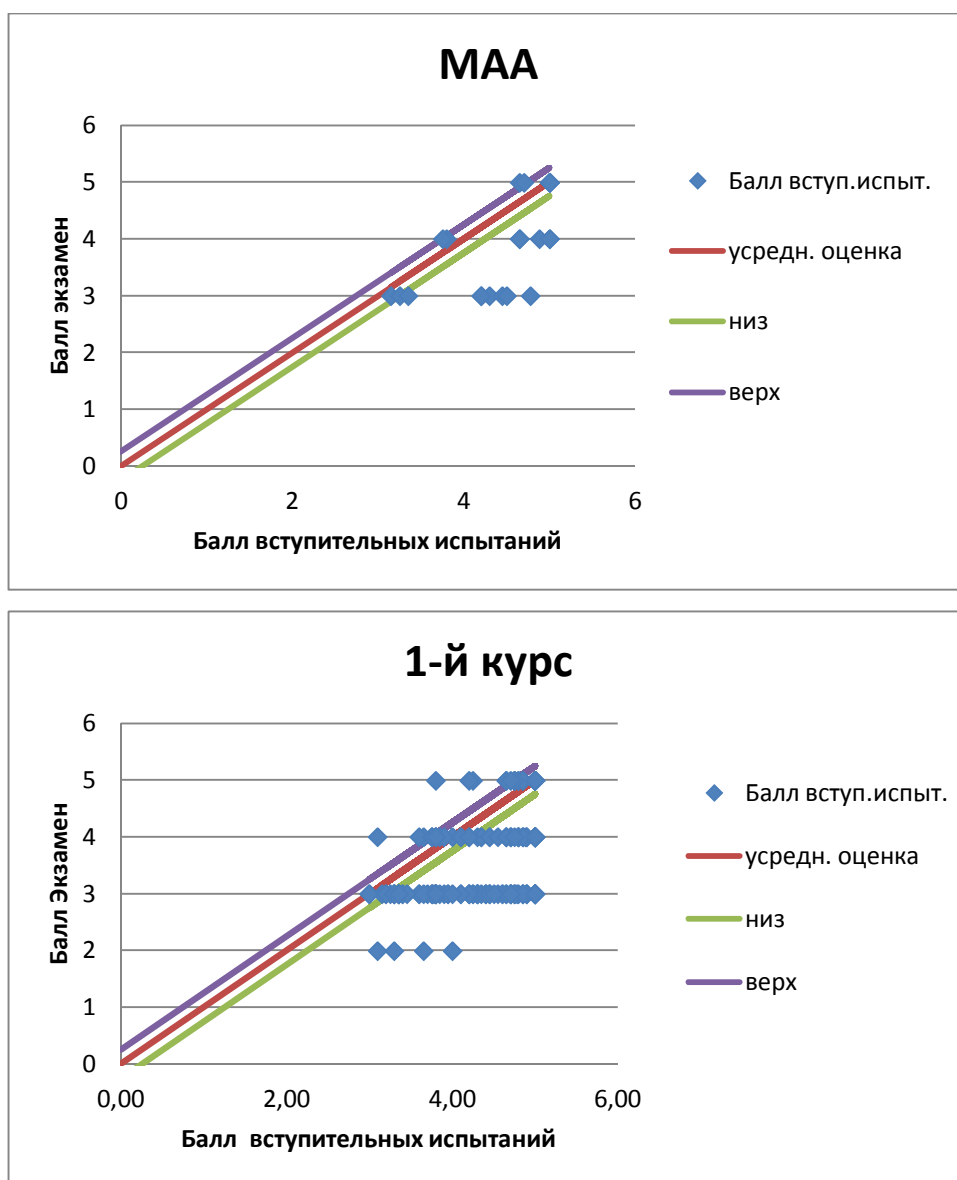 МАА
6
5
4
3
2
1
0
0 2 4 6
Балл экзамен
Балл вступительных испытаний
Балл вступ.испыт.
усредн. оценка
низ
верх
1-й курс
6
5
4
3
2
1
0
0,00 2,00 4,00 6,00
Балл Экзамен
Балл вступительных испытаний
Балл вступ.испыт.
усредн. оценка
низ
верх